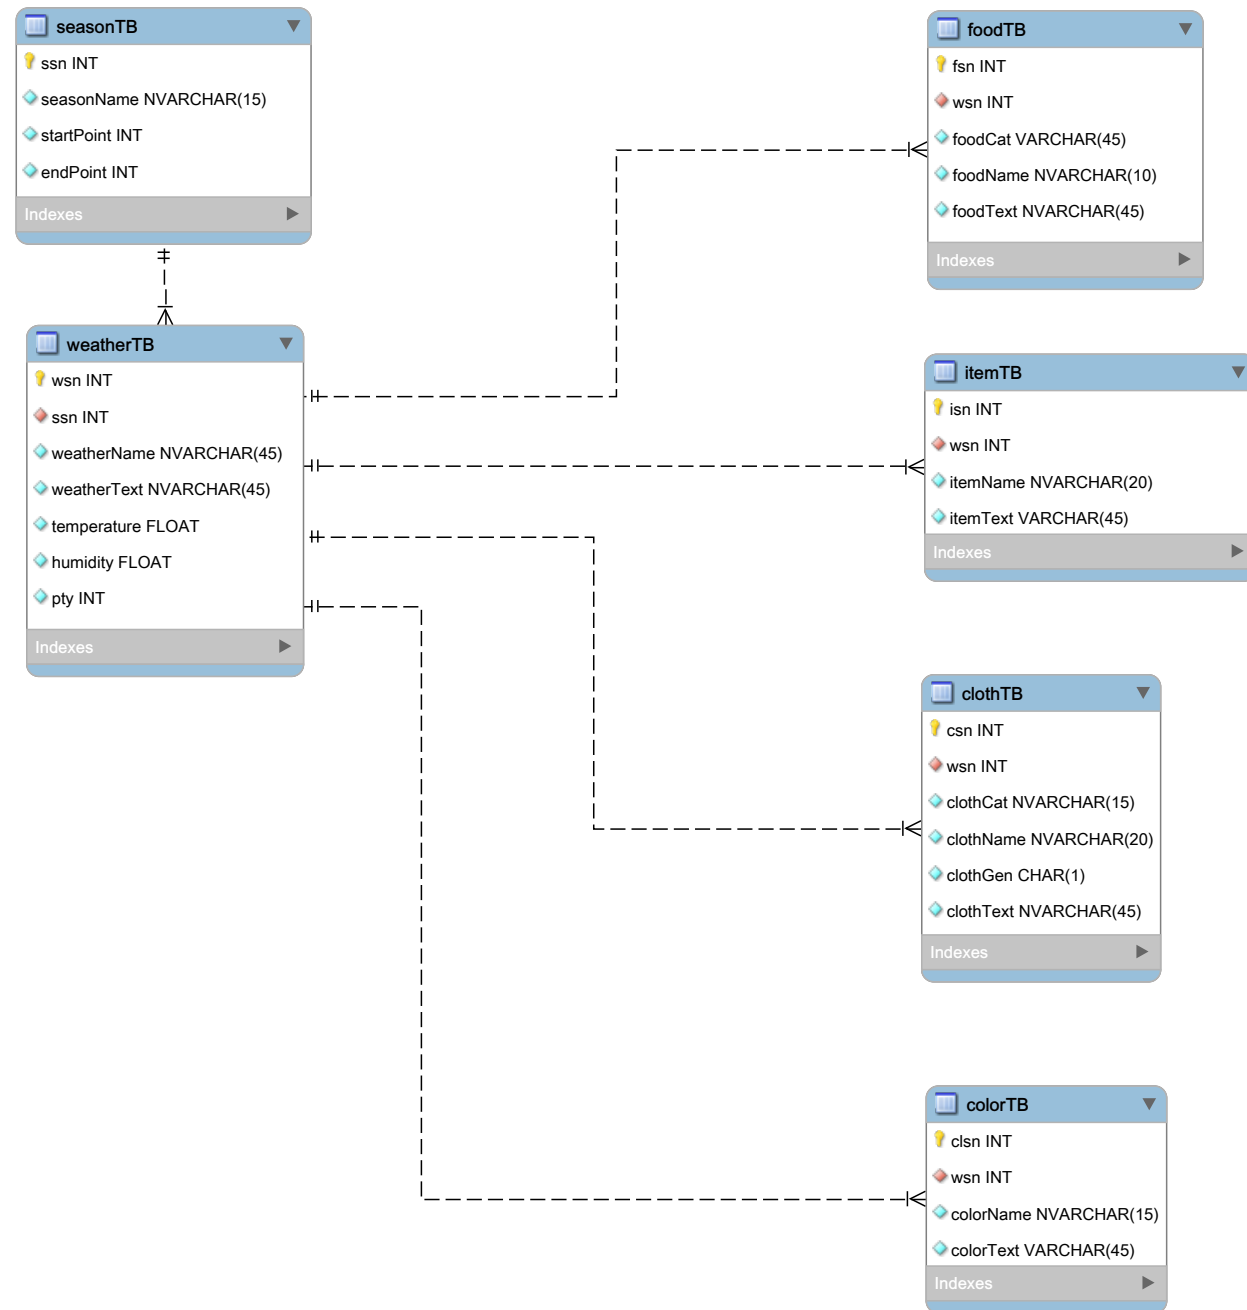 seasonTB
ssn INT
seasonName NVARCHAR(15)
startPoint INT
endPoint INT
Indexes
weatherTB
wsn INT
ssn INT
weatherName NVARCHAR(45)
weatherText NVARCHAR(45)
temperature FLOAT
humidity FLOAT
pty INT
Indexes
foodTB
fsn INT
wsn INT
foodCat VARCHAR(45)
foodName NVARCHAR(10)
foodText NVARCHAR(45)
Indexes
itemTB
isn INT
wsn INT
itemName NVARCHAR(20)
itemText VARCHAR(45)
Indexes
clothTB
csn INT
wsn INT
clothCat NVARCHAR(15)
clothName NVARCHAR(20)
clothGen CHAR(1)
clothText NVARCHAR(45)
Indexes
colorTB
clsn INT
wsn INT
colorName NVARCHAR(15)
colorText VARCHAR(45)
Indexes